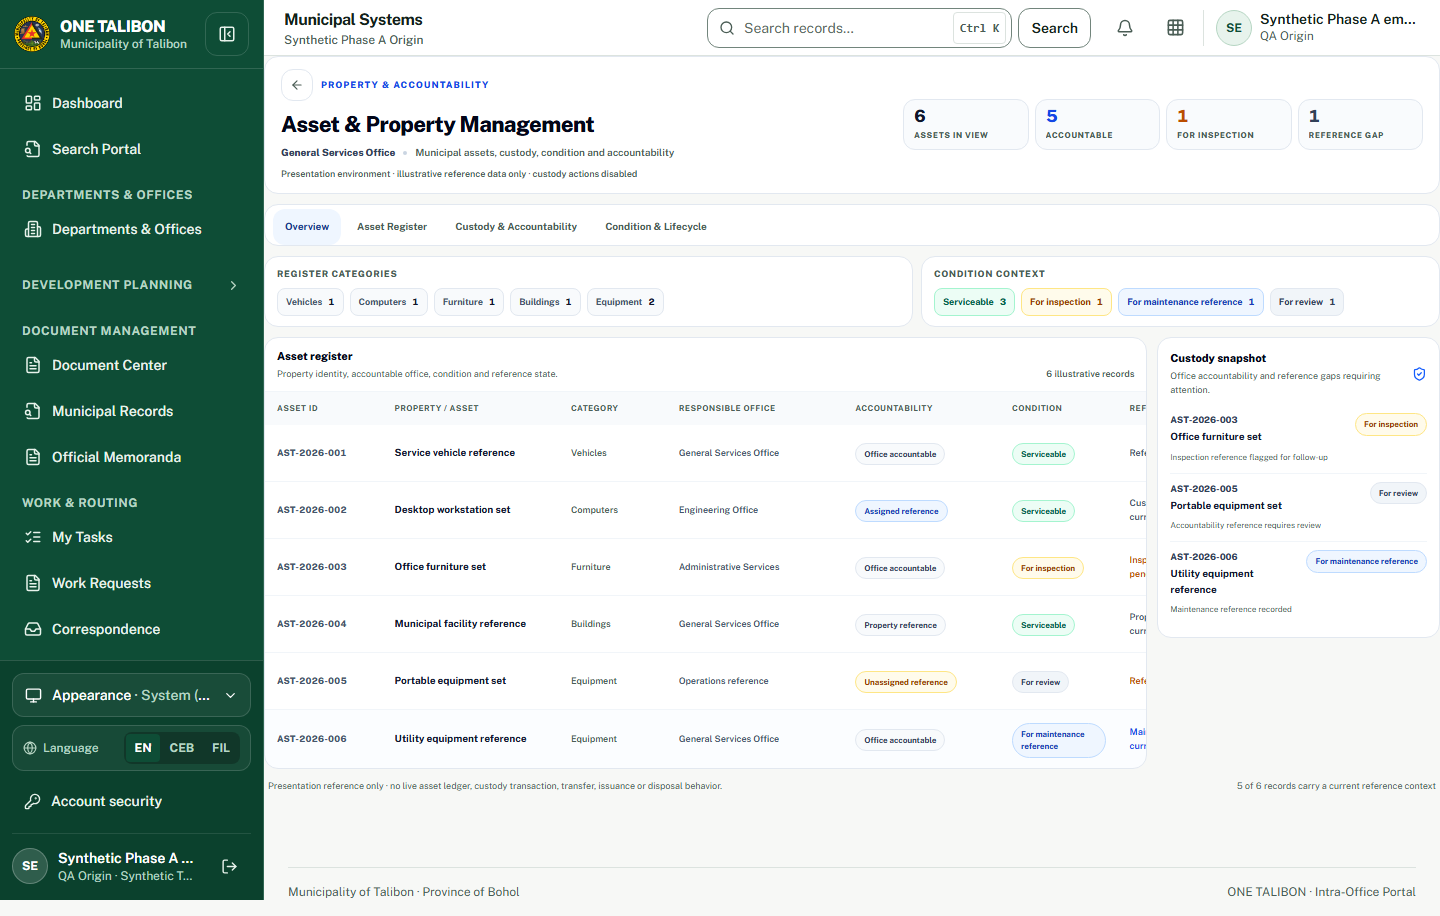 ONE TALIBON
Municipality of Talibon
Dashboard
Search Portal
DEPARTMENTS & OFFICES
Departments & Offices
DEVELOPMENT PLANNING
DOCUMENT MANAGEMENT
Document Center
Municipal Records
Official Memoranda
WORK & ROUTING
My Tasks
Work Requests
Correspondence
Appearance · System (...
Language EN CEB FIL
Account security
SE Synthetic Phase A ...
QA Origin · Synthetic T...
Municipal Systems
Synthetic Phase A Origin
Search records... Ctrl K Search
SE Synthetic Phase A em...
QA Origin
PROPERTY & ACCOUNTABILITY
Asset & Property Management
General Services Office Municipal assets, custody, condition and accountability
Presentation environment · illustrative reference data only · custody actions disabled
6 ASSETS IN VIEW
5 ACCOUNTABLE
1 FOR INSPECTION
1 REFERENCE GAP
Overview Asset Register Custody & Accountability Condition & Lifecycle
REGISTER CATEGORIES
Vehicles 1 Computers 1 Furniture 1 Buildings 1 Equipment 2
CONDITION CONTEXT
Serviceable 3 For inspection 1 For maintenance reference 1 For review 1
Asset register
Property identity, accountable office, condition and reference state.
6 illustrative records
ASSET ID PROPERTY / ASSET CATEGORY RESPONSIBLE OFFICE ACCOUNTABILITY CONDITION REF
AST-2026-001 Service vehicle reference Vehicles General Services Office Office accountable Serviceable Refe
AST-2026-002 Desktop workstation set Computers Engineering Office Assigned reference Serviceable Cus
curr
AST-2026-003 Office furniture set Furniture Administrative Services Office accountable For inspection Insp
pen
AST-2026-004 Municipal facility reference Buildings General Services Office Property reference Serviceable Prop
curr
AST-2026-005 Portable equipment set Equipment Operations reference Unassigned reference For review Refe
AST-2026-006 Utility equipment reference Equipment General Services Office Office accountable For maintenance reference Mai
curr
Custody snapshot
Office accountability and reference gaps requiring
attention.
AST-2026-003 For inspection
Office furniture set
Inspection reference flagged for follow-up
AST-2026-005 For review
Portable equipment set
Accountability reference requires review
AST-2026-006 For maintenance reference
Utility equipment
reference
Maintenance reference recorded
Presentation reference only · no live asset ledger, custody transaction, transfer, issuance or disposal behavior.
5 of 6 records carry a current reference context
Municipality of Talibon · Province of Bohol
ONE TALIBON · Intra-Office Portal